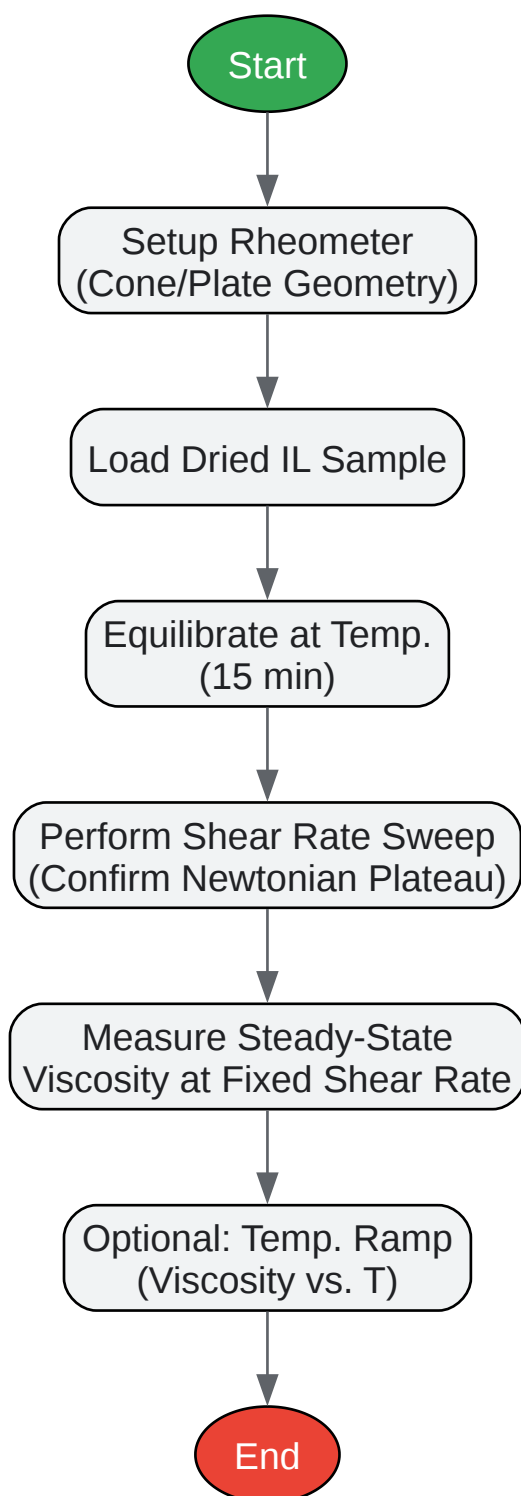 Start
Setup Rheometer
(Cone/Plate Geometry)
Load Dried IL Sample
Equilibrate at Temp.
(15 min)
Perform Shear Rate Sweep
(Confirm Newtonian Plateau)
Measure Steady-State
Viscosity at Fixed Shear Rate
Optional: Temp. Ramp
(Viscosity vs. T)
End